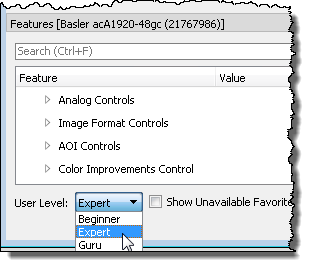 Features [Basler acA1920-48gc (21767986)]
Search (Ctrl+F)
Feature Value
Analog Controls
Image Format Controls
AOI Controls
Color Improvements Control
User Level: Expert Show Unavailable Favorite
Beginner
Expert
Guru